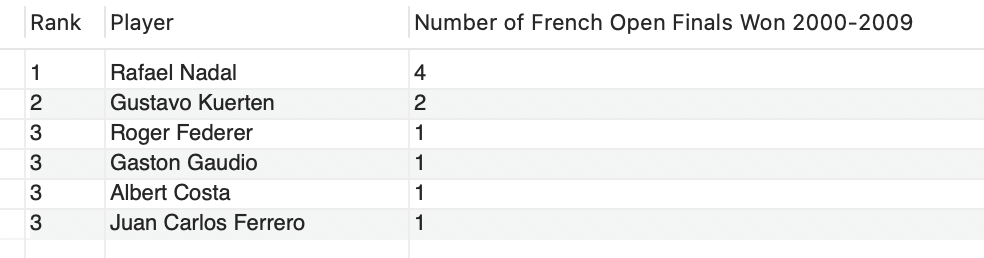 Rank Player Number of French Open Finals Won 2000-2009
1 Rafael Nadal 4
2 Gustavo Kuerten 2
3 Roger Federer 1
3 Gaston Gaudio 1
3 Albert Costa 1
3 Juan Carlos Ferrero 1